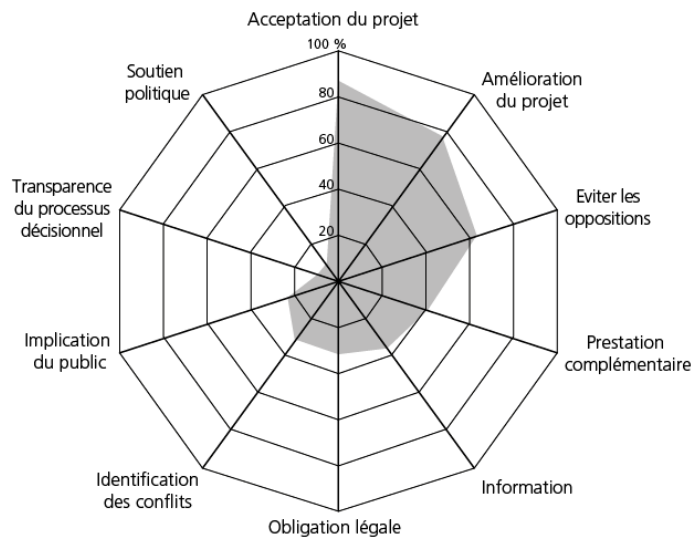 Acceptation du projet
100 %
80
60
40
20
Amélioration
du projet
Eviter les
oppositions
Prestation
complémentaire
Information
Obligation légale
Identification
des conflits
Implication
du public
Transparence
du processus
décisionnel
Soutien
politique